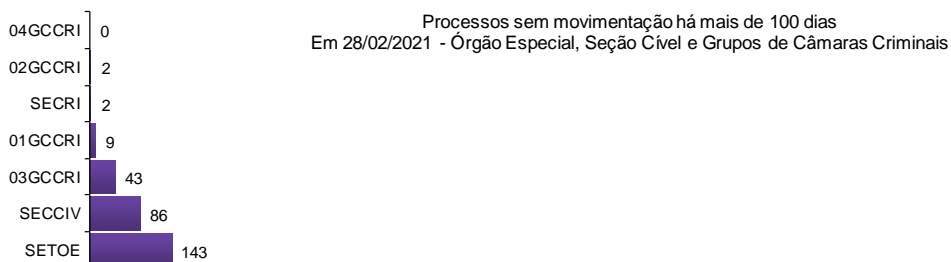 Processos sem movimentação há mais de 100 dias
Em 28/02/2021 - Órgão Especial, Seção Cível e Grupos de Câmaras Criminais
04GCCRI 0
02GCCRI 2
SECRI 2
01GCCRI 9
03GCCRI 43
SECCIV 86
SETOE 143